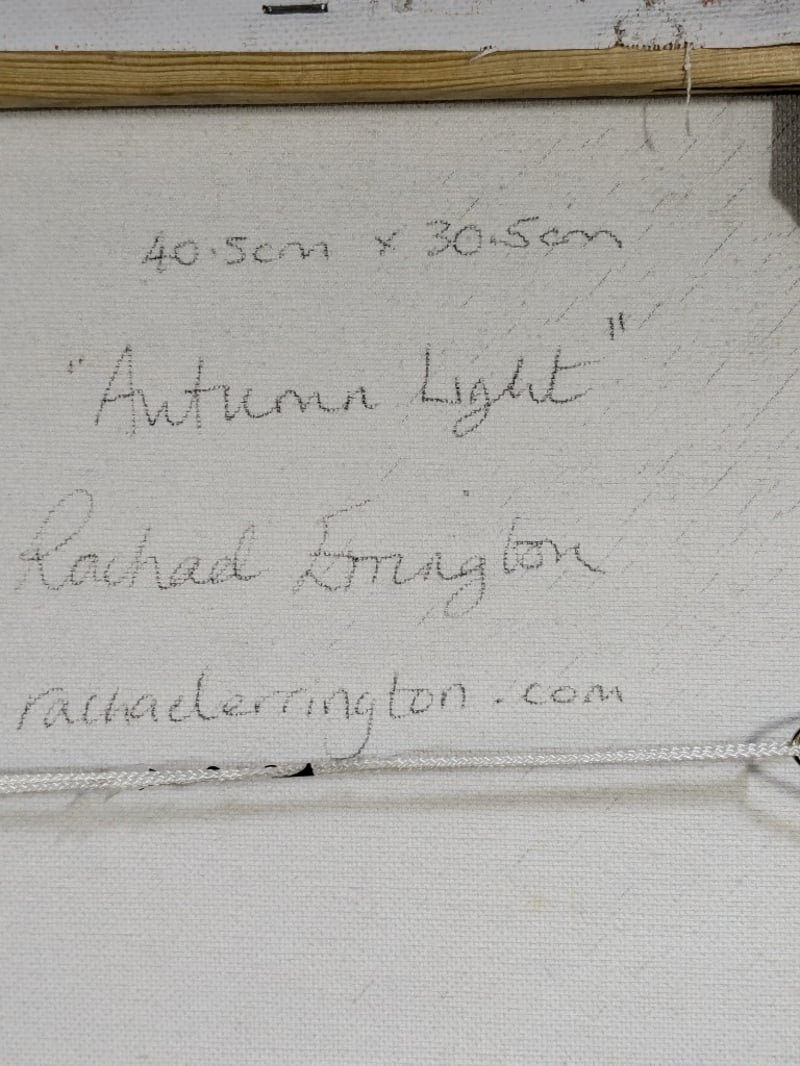 40.5cm x 30.5cm
"Autumn Light"
Rachael Errington
rachaelerrington.com